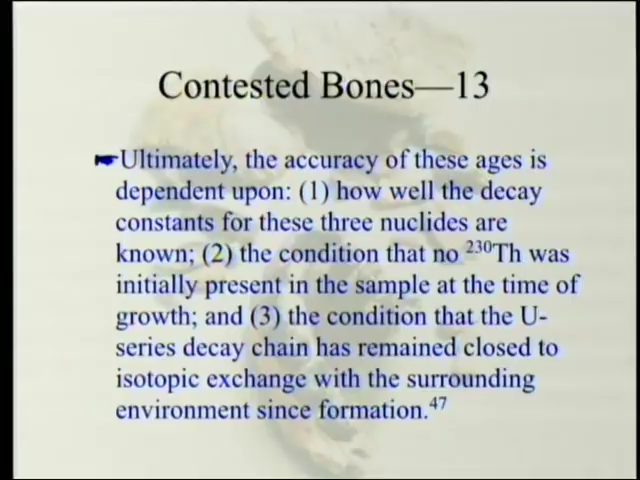 Contested Bones—13
☛Ultimately, the accuracy of these ages is
dependent upon: (1) how well the decay
constants for these three nuclides are
known; (2) the condition that no ²³⁰Th was
initially present in the sample at the time of
growth; and (3) the condition that the U-
series decay chain has remained closed to
isotopic exchange with the surrounding
environment since formation.⁴⁷